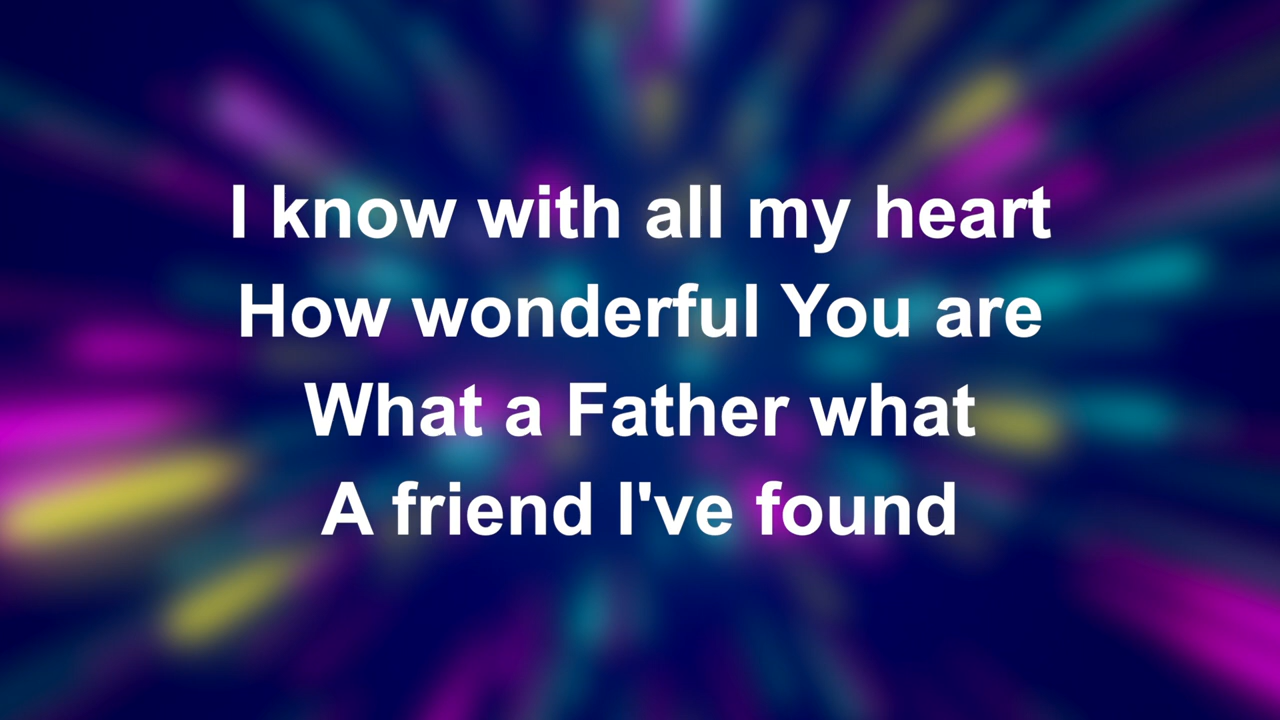 I know with all my heart
How wonderful You are
What a Father what
A friend I've found